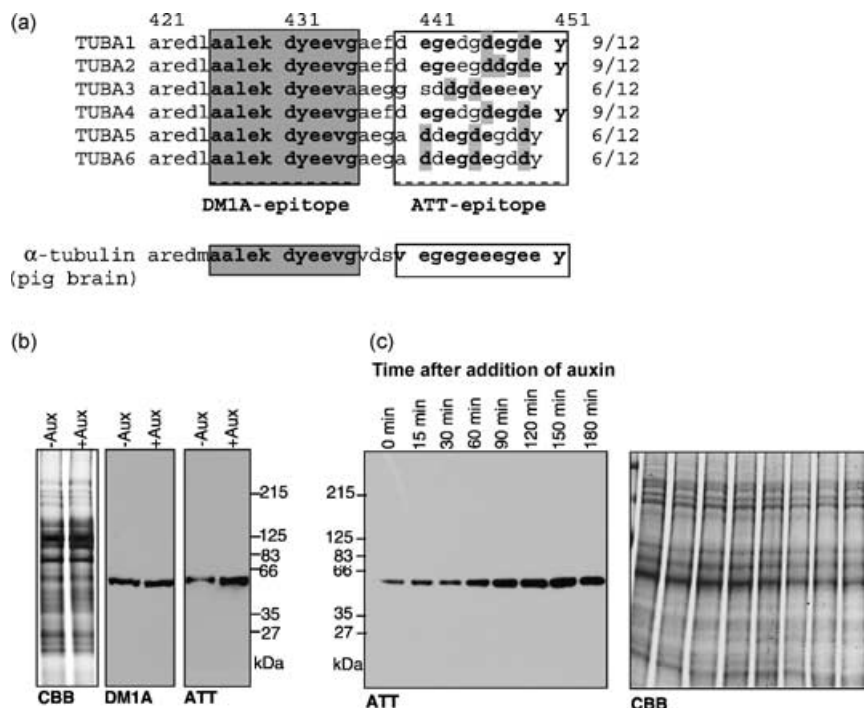 (a)
421 431 441 451
TUBA1 aredlaalek dyeevgaefd egedgdegde y 9/12
TUBA2 aredlaalek dyeevgaefd egeegddgde y 9/12
TUBA3 aredlaalek dyeevaaegg sddgdeeeey 6/12
TUBA4 aredlaalek dyeevgaefd egedgdegde y 9/12
TUBA5 aredlaalek dyeevgaega ddegdegddy 6/12
TUBA6 aredlaalek dyeevgaega ddegdegddy 6/12
DM1A-epitope ATT-epitope
α-tubulin aredmaalek dyeevgvdsv egegeeegee y
(pig brain)
(b)
-Aux +Aux -Aux +Aux -Aux +Aux
215
125
83
66
35
27
kDa
CBB DM1A ATT
(c)
Time after addition of auxin
0 min 15 min 30 min 60 min 90 min 120 min 150 min 180 min
215
125
83
66
35
27
kDa
ATT CBB